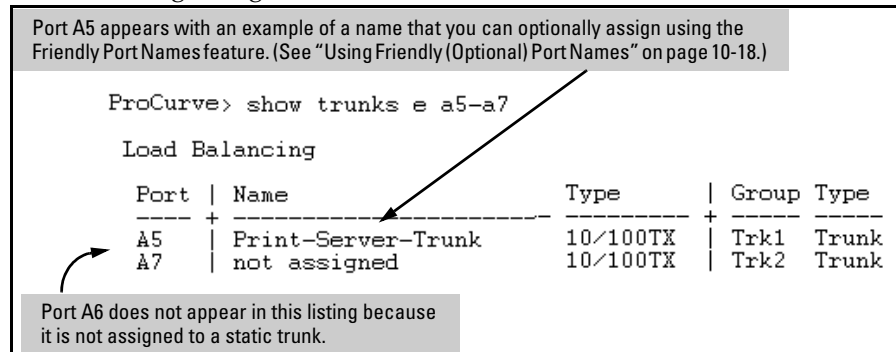 Port A5 appears with an example of a name that you can optionally assign using the
Friendly Port Names feature. (See “Using Friendly (Optional) Port Names” on page 10-18.)
ProCurve> show trunks e a5-a7
Load Balancing
Port | Name Type | Group Type
---- + -------------------------------- --------- + ----- -----
A5 | Print-Server-Trunk 10/100TX | Trk1 Trunk
A7 | not assigned 10/100TX | Trk2 Trunk
Port A6 does not appear in this listing because
it is not assigned to a static trunk.